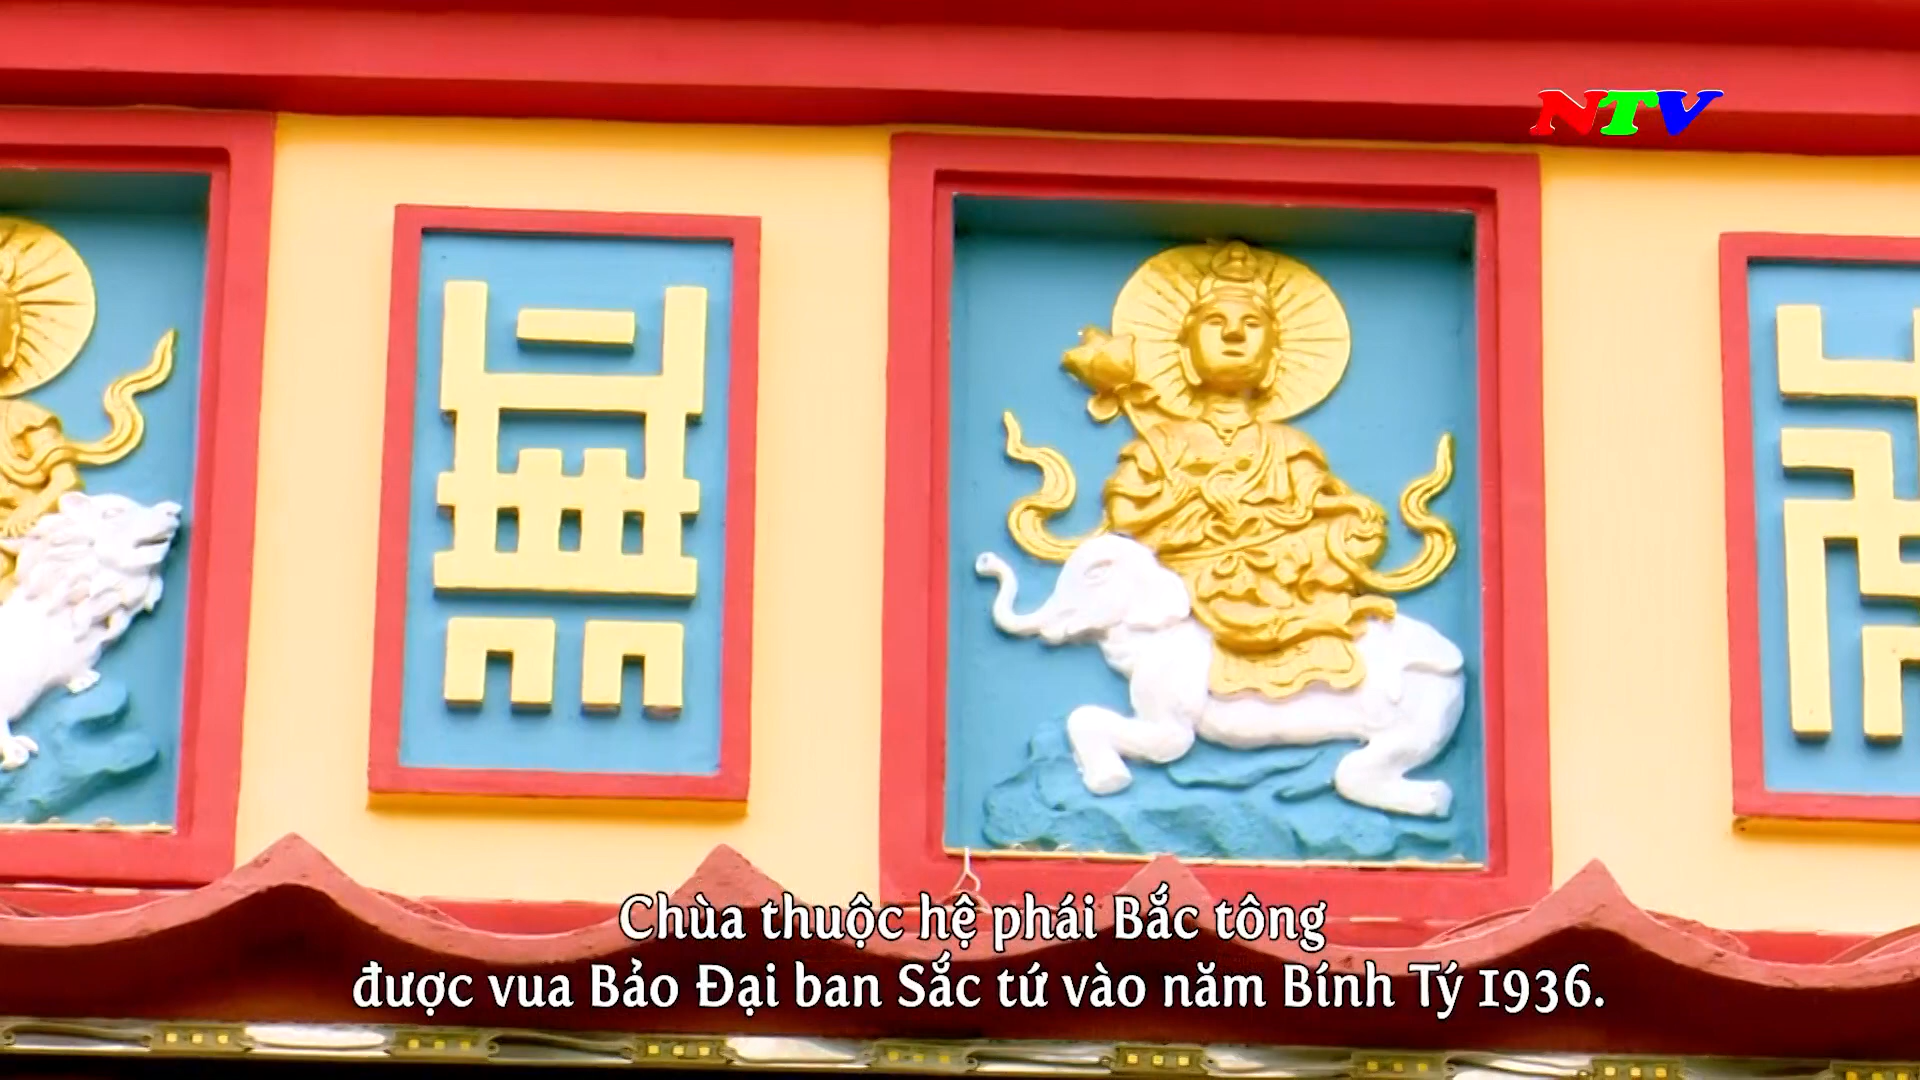 NTV
Chùa thuộc hệ phái Bắc tông
được vua Bảo Đại ban Sắc tứ vào năm Bính Tý 1936.